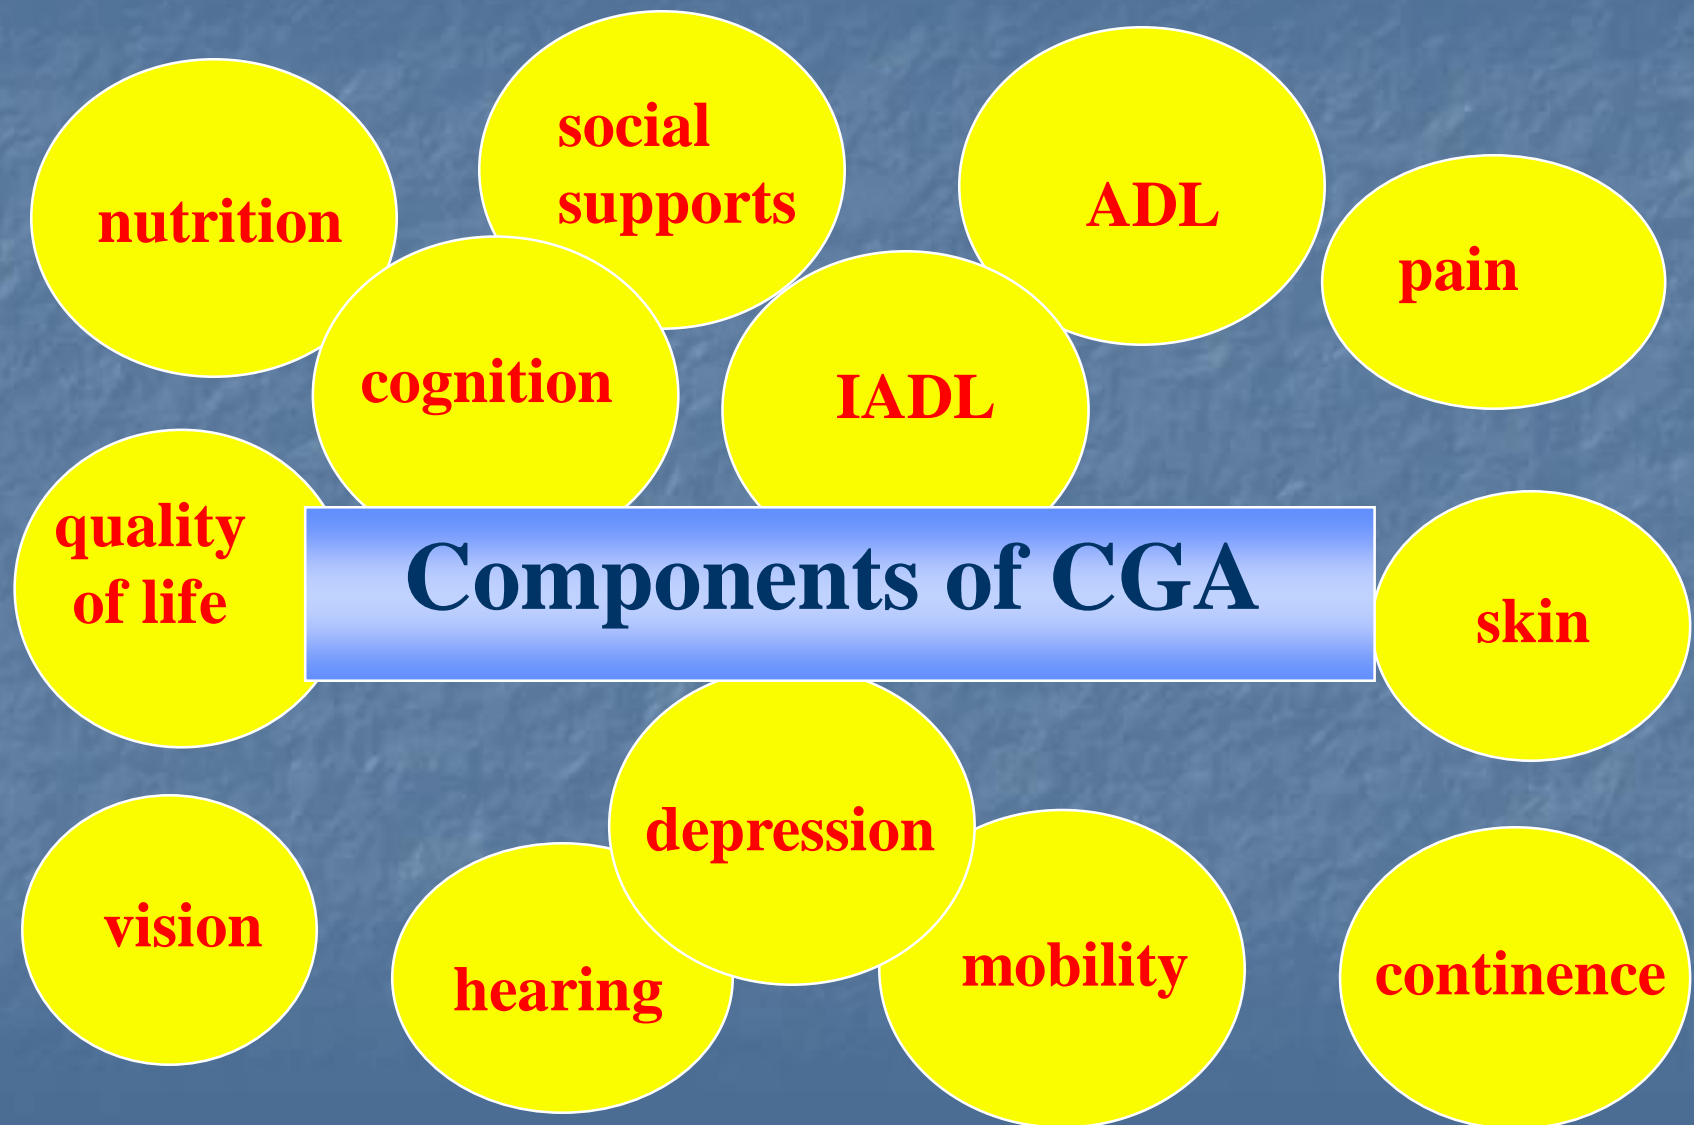 social
supports
nutrition
ADL
pain
cognition
IADL
quality
of life
Components of CGA
skin
depression
vision
hearing
mobility
continence